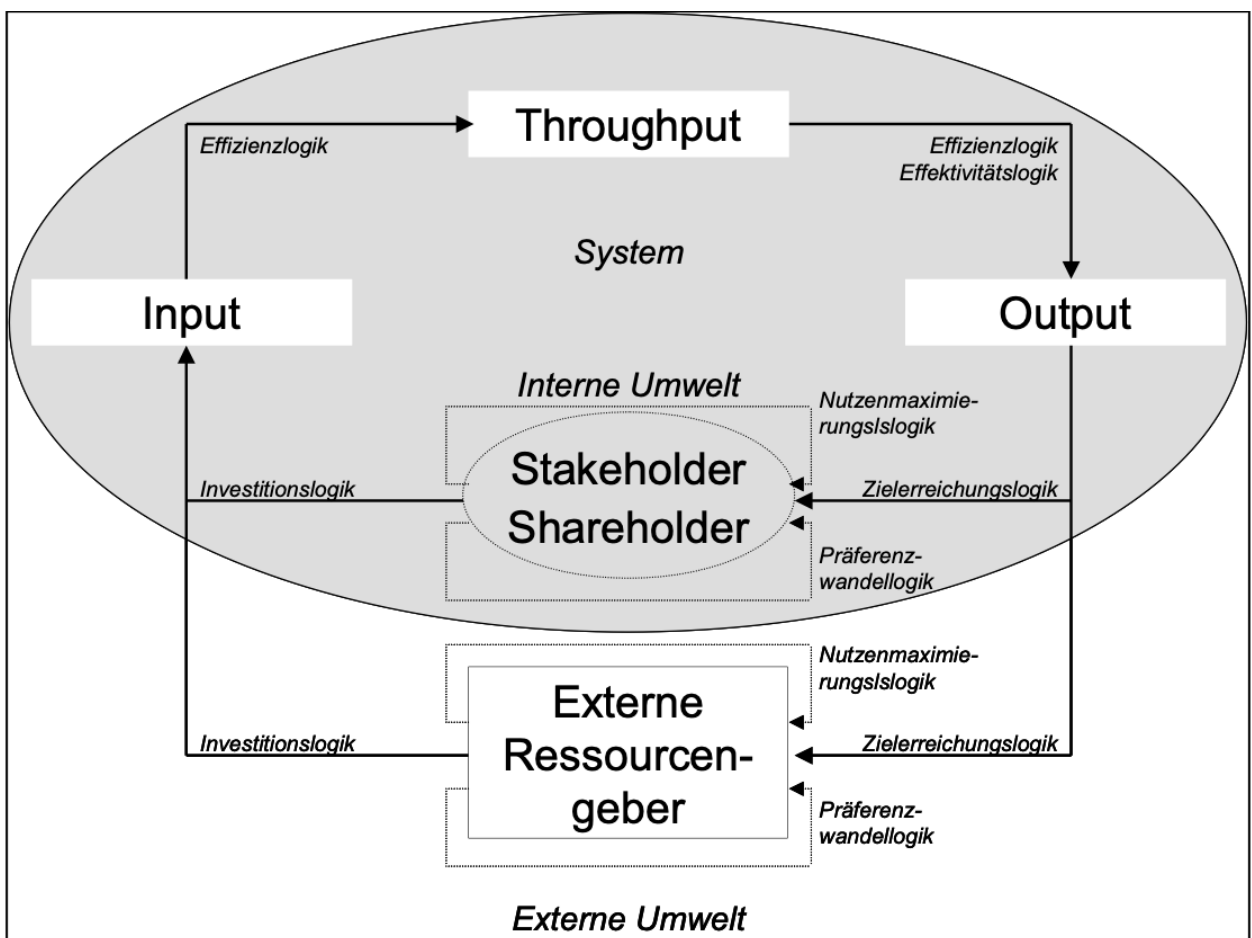 Throughput
Effizienzlogik
Effizienzlogik
Effektivitätslogik
System
Input
Output
Interne Umwelt
Nutzenmaximie-
rungslslogik
Stakeholder
Shareholder
Investitionslogik
Zielerreichungslogik
Präferenz-
wandellogik
Nutzenmaximie-
rungslslogik
Externe
Ressourcen-
geber
Investitionslogik
Zielerreichungslogik
Präferenz-
wandellogik
Externe Umwelt